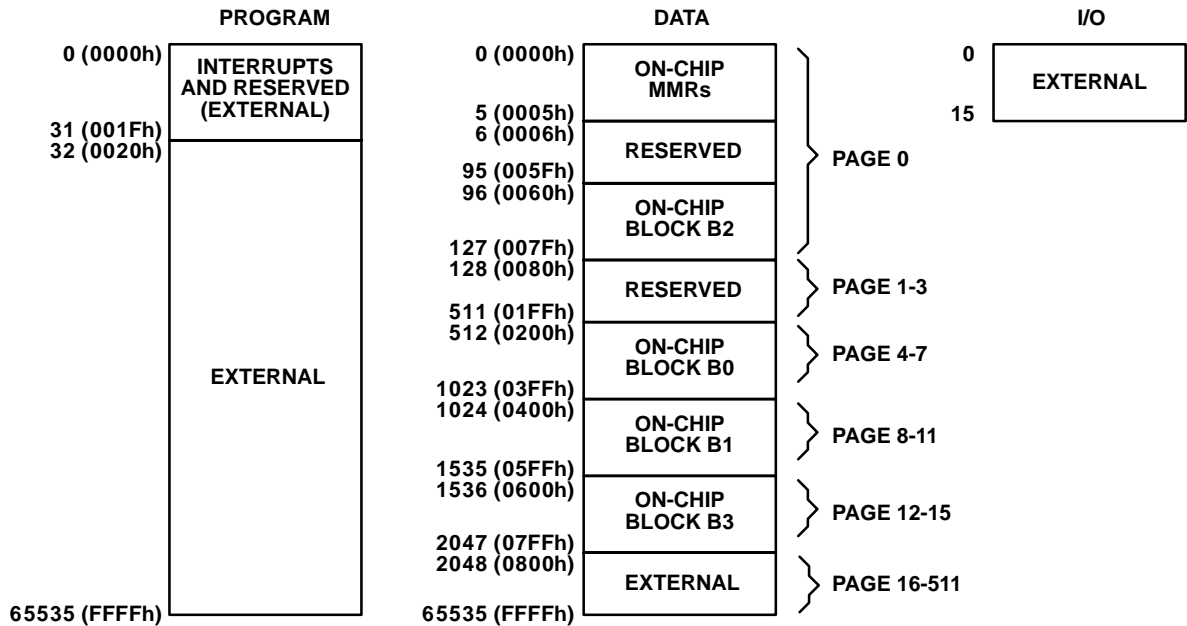 PROGRAM
0 (0000h)
INTERRUPTS
AND RESERVED
(EXTERNAL)
31 (001Fh)
32 (0020h)
EXTERNAL
65535 (FFFFh)
DATA
0 (0000h)
ON-CHIP
MMRs
5 (0005h)
6 (0006h)
RESERVED
95 (005Fh)
96 (0060h)
ON-CHIP
BLOCK B2
127 (007Fh)
PAGE 0
128 (0080h)
RESERVED
PAGE 1-3
511 (01FFh)
512 (0200h)
ON-CHIP
BLOCK B0
PAGE 4-7
1023 (03FFh)
1024 (0400h)
ON-CHIP
BLOCK B1
PAGE 8-11
1535 (05FFh)
1536 (0600h)
ON-CHIP
BLOCK B3
PAGE 12-15
2047 (07FFh)
2048 (0800h)
EXTERNAL
PAGE 16-511
65535 (FFFFh)
I/O
0
EXTERNAL
15